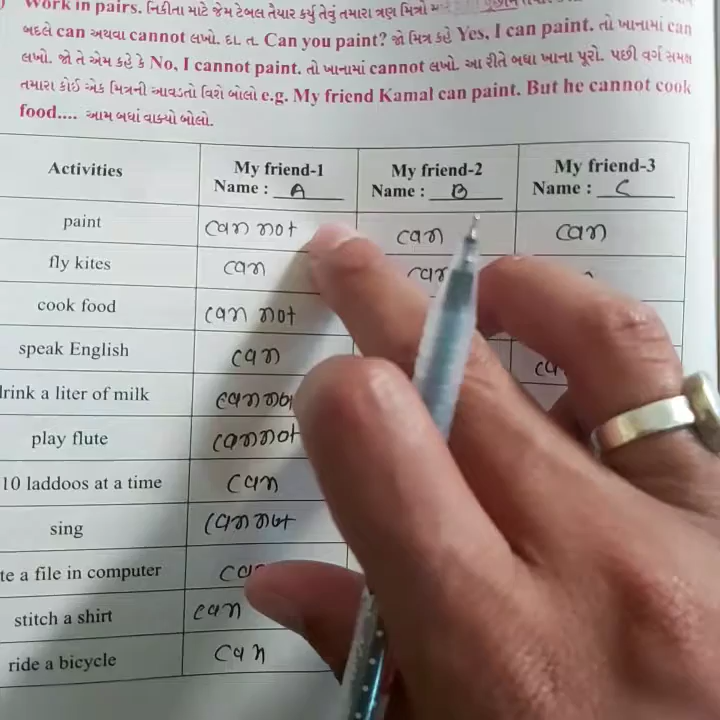 Work in pairs. નિકીતા માટે જેમ ટેબલ તૈયાર કર્યું તેવું તમારા ત્રણ મિત્રો
બદલે can અથવા cannot લખો. દા. ત. Can you paint? જો મિત્ર કહે Yes, I can paint. તો ખાનામાં can
લખો. જો તે એમ કહે કે No, I cannot paint. તો ખાનામાં cannot લખો. આ રીતે બધા ખાના પૂરો. પછી વર્ગ સમક્ષ
તમારા કોઈ એક મિત્રની આવડતો વિશે બોલો e.g. My friend Kamal can paint. But he cannot cook
food.... આમ બધાં વાક્યો બોલો.
Activities My friend-1 My friend-2 My friend-3
Name : A Name : B Name : C
paint can not can can
fly kites can can
cook food can not
speak English can
drink a liter of milk cannot
play flute cannot
10 laddoos at a time can
sing cannot
te a file in computer
stitch a shirt can
ride a bicycle can